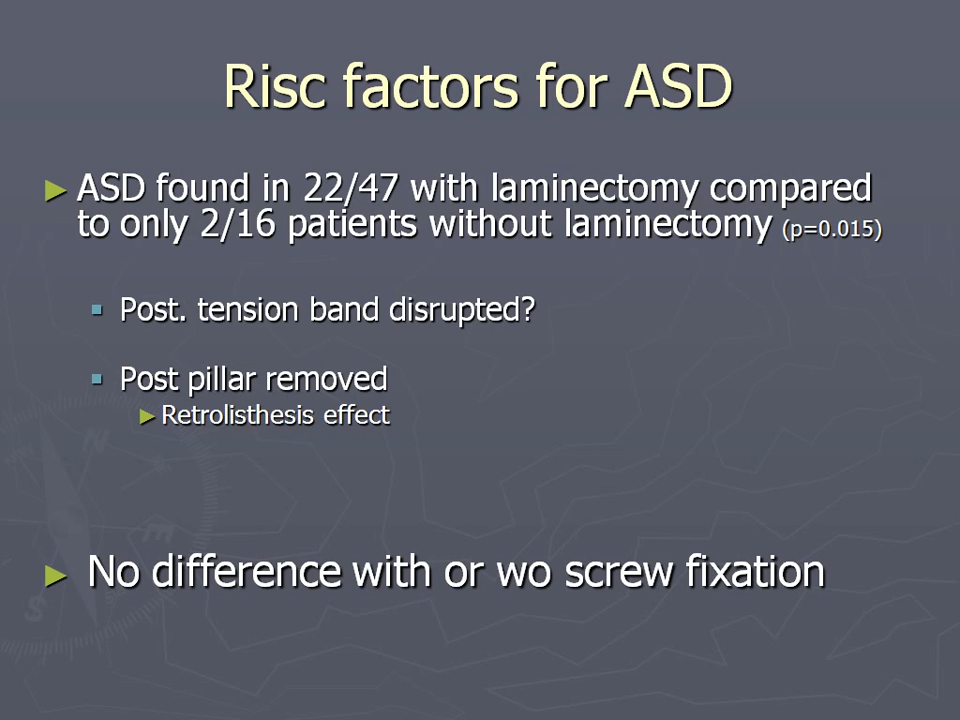 Risc factors for ASD
► ASD found in 22/47 with laminectomy compared
to only 2/16 patients without laminectomy (p=0.015)
▪ Post. tension band disrupted?
▪ Post pillar removed
► Retrolisthesis effect
► No difference with or wo screw fixation
N
E
S